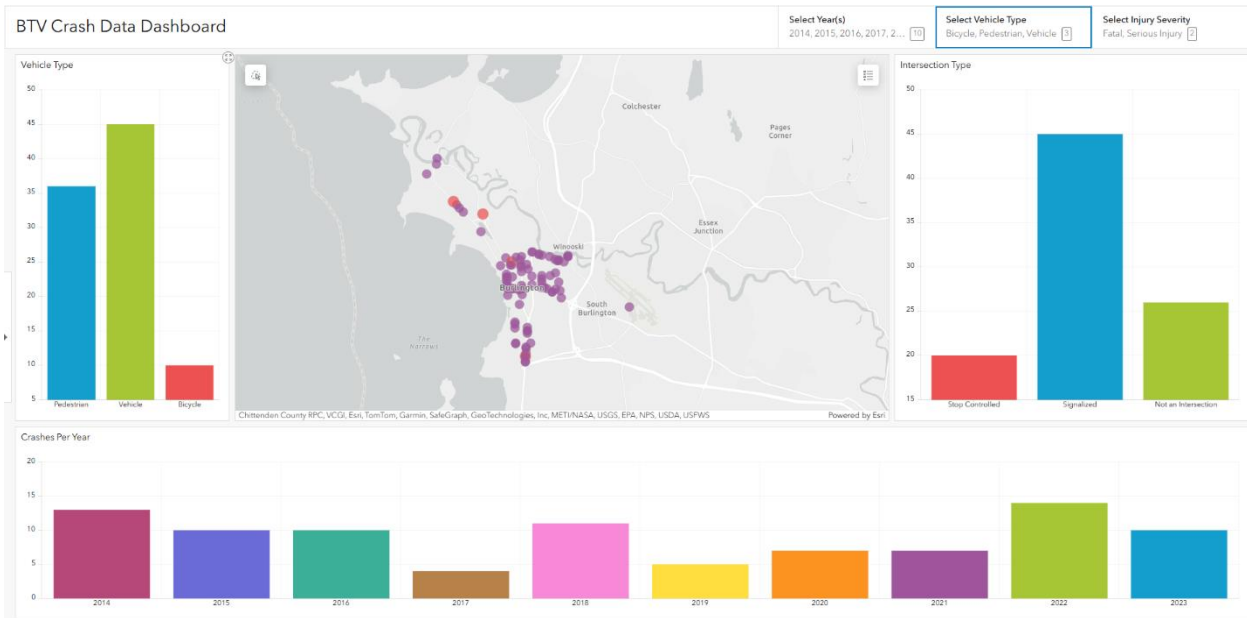 BTV Crash Data Dashboard
Select Year(s)
2014, 2015, 2016, 2017, 2... 10
Select Vehicle Type
Bicycle, Pedestrian, Vehicle 3
Select Injury Severity
Fatal, Serious Injury 2
Vehicle Type
50
45
40
35
30
25
20
15
10
5
Pedestrian Vehicle Bicycle
Colchester
Pages
Corner
Essex
Junction
Winooski
Burlington
South
Burlington
The
Narrows
Chittenden County RPC, VCGI, Esri, TomTom, Garmin, SafeGraph, GeoTechnologies, Inc, METI/NASA, USGS, EPA, NPS, USDA, USFWS
Powered by Esri
Intersection Type
50
45
40
35
30
25
20
15
Stop Controlled Signalized Not an Intersection
Crashes Per Year
20
15
10
5
0
2014 2015 2016 2017 2018 2019 2020 2021 2022 2023